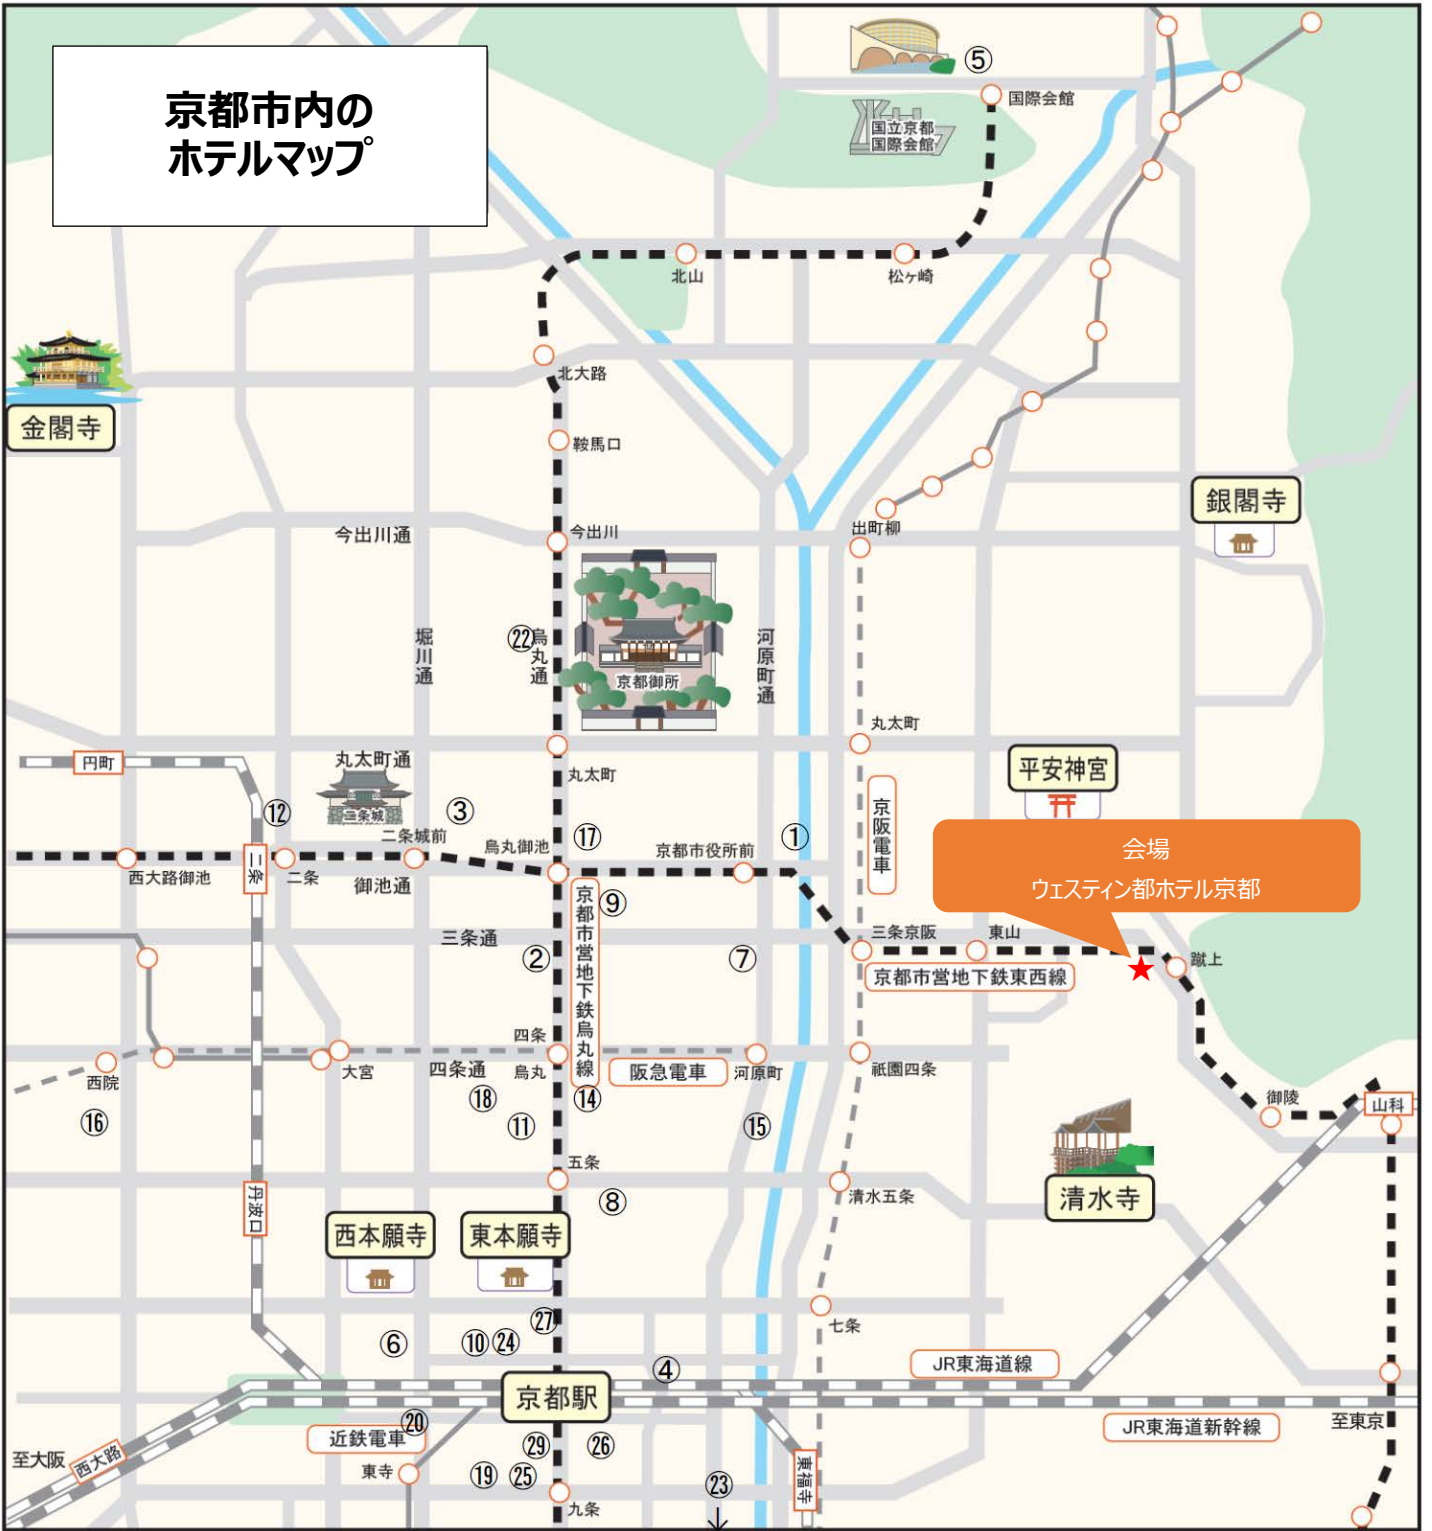 京都市内の
ホテルマップ
⑤
国際会館
国立京都
国際会館
北山
松ヶ崎
北大路
金閣寺
鞍馬口
銀閣寺
今出川通
今出川
出町柳
堀川通
㉒
烏丸通
京都御所
河原町通
丸太町
丸太町通
円町
丸太町
平安神宮
京阪電車
二条城
⑫
③
二条城前
烏丸御池
⑰
京都市役所前
①
会場
ウェスティン都ホテル京都
西大路御池
二条
二条
御池通
京都市営地下鉄烏丸線
⑨
三条通
②
⑦
三条京阪
東山
蹴上
京都市営地下鉄東西線
四条
西院
大宮
四条通
烏丸
阪急電車
河原町
祇園四条
⑯
⑱
⑪
⑭
⑮
御陵
山科
五条
丹波口
⑧
清水五条
清水寺
西本願寺
東本願寺
㉗
七条
⑥
⑩
㉔
④
JR東海道線
京都駅
JR東海道新幹線
至東京
⑳
近鉄電車
至大阪
西大路
東寺
㉙
㉖
⑲
㉕
㉓
東福寺
九条
↓